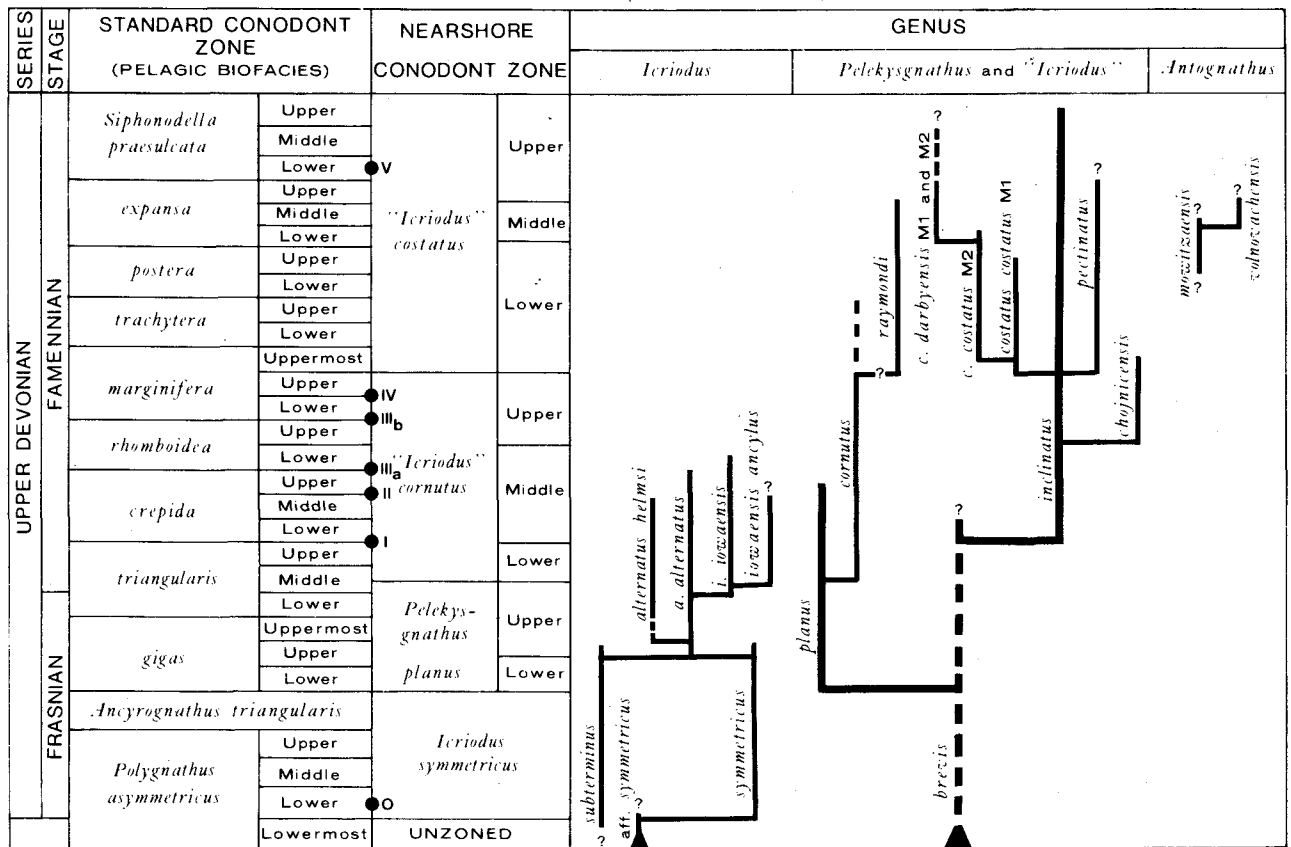 SERIES
STAGE
STANDARD CONODONT
ZONE
(PELAGIC BIOFACIES)
NEARSHORE
CONODONT ZONE
GENUS
Icriodus
Pelekysgnathus and "Icriodus"
Antognathus
UPPER DEVONIAN
FAMENNIAN
FRASNIAN
Siphonodella
praesulcata
Upper
Middle
Lower
expansa
Upper
Middle
Lower
postera
Upper
Lower
trachytera
Upper
Lower
marginifera
Uppermost
Upper
Lower
rhomboidea
Upper
Lower
crepida
Upper
Middle
Lower
triangularis
Upper
Middle
Lower
gigas
Uppermost
Upper
Lower
Ancyrognathus triangularis
Polygnathus
asymmetricus
Upper
Middle
Lower
Lowermost
V
IV
IIIb
IIIa
II
I
O
"Icriodus"
costatus
Upper
Middle
Lower
"Icriodus"
cornutus
Upper
Middle
Lower
Pelekys-
gnathus
planus
Upper
Lower
Icriodus
symmetricus
UNZONED
subterminus
?
aff. symmetricus
?
symmetricus
alternatus helmsi
a. alternatus
i. iowaensis
iowaensis ancylus
?
planus
cornutus
?
raymondi
brevis
?
c. darbyensis M1 and M2
?
c. costatus M2
costatus costatus M1
inclinatus
pectinatus
?
chojnicensis
mowitzaensis
?
?
volnovachensis
?